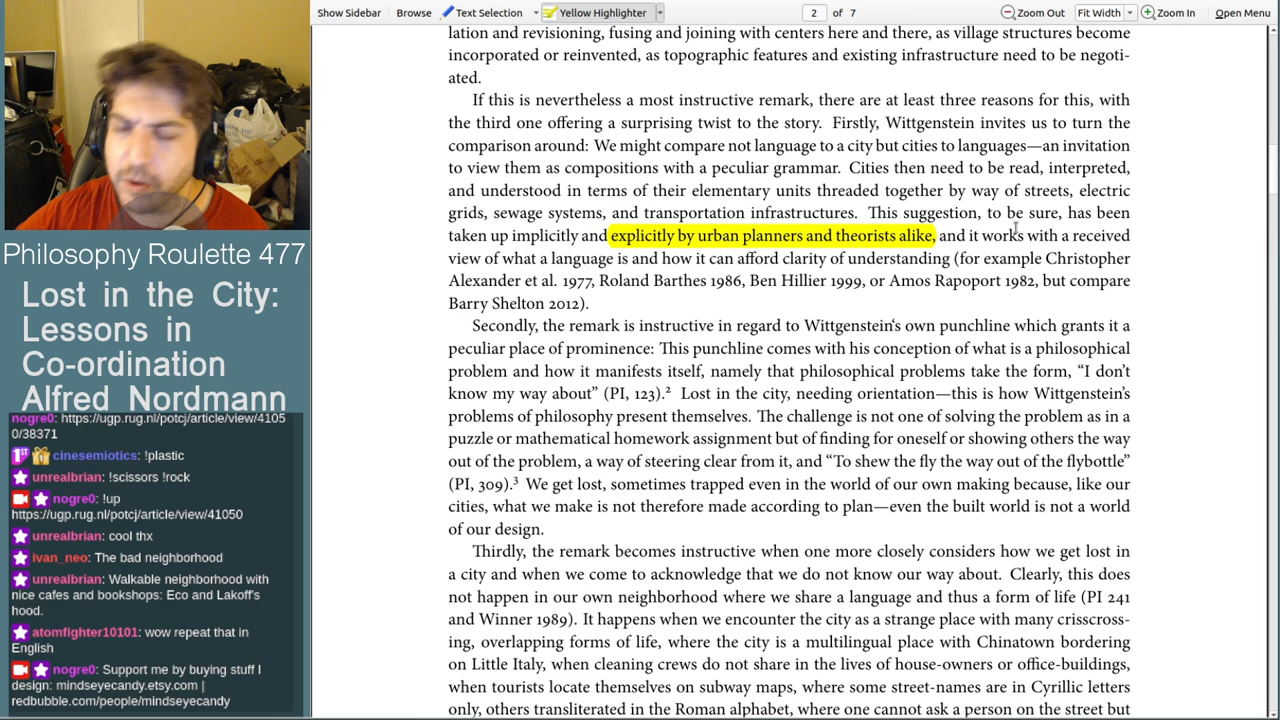 Show Sidebar Browse Text Selection Yellow Highlighter 2 of 7 Zoom Out Fit Width Zoom In Open Menu
lation and revisioning, fusing and joining with centers here and there, as village structures become
incorporated or reinvented, as topographic features and existing infrastructure need to be negoti-
ated.
If this is nevertheless a most instructive remark, there are at least three reasons for this, with
the third one offering a surprising twist to the story. Firstly, Wittgenstein invites us to turn the
comparison around: We might compare not language to a city but cities to languages—an invitation
to view them as compositions with a peculiar grammar. Cities then need to be read, interpreted,
and understood in terms of their elementary units threaded together by way of streets, electric
grids, sewage systems, and transportation infrastructures. This suggestion, to be sure, has been
taken up implicitly and explicitly by urban planners and theorists alike, and it works with a received
view of what a language is and how it can afford clarity of understanding (for example Christopher
Alexander et al. 1977, Roland Barthes 1986, Ben Hillier 1999, or Amos Rapoport 1982, but compare
Barry Shelton 2012).
Secondly, the remark is instructive in regard to Wittgenstein‘s own punchline which grants it a
peculiar place of prominence: This punchline comes with his conception of what is a philosophical
problem and how it manifests itself, namely that philosophical problems take the form, “I don’t
know my way about” (PI, 123).2 Lost in the city, needing orientation—this is how Wittgenstein’s
problems of philosophy present themselves. The challenge is not one of solving the problem as in a
puzzle or mathematical homework assignment but of finding for oneself or showing others the way
out of the problem, a way of steering clear from it, and “To shew the fly the way out of the flybottle”
(PI, 309).3 We get lost, sometimes trapped even in the world of our own making because, like our
cities, what we make is not therefore made according to plan—even the built world is not a world
of our design.
Thirdly, the remark becomes instructive when one more closely considers how we get lost in
a city and when we come to acknowledge that we do not know our way about. Clearly, this does
not happen in our own neighborhood where we share a language and thus a form of life (PI 241
and Winner 1989). It happens when we encounter the city as a strange place with many crisscross-
ing, overlapping forms of life, where the city is a multilingual place with Chinatown bordering
on Little Italy, when cleaning crews do not share in the lives of house-owners or office-buildings,
when tourists locate themselves on subway maps, where some street-names are in Cyrillic letters
only, others transliterated in the Roman alphabet, where one cannot ask a person on the street but
Philosophy Roulette 477
Lost in the City:
Lessons in
Co-ordination
Alfred Nordmann
nogre0: https://ugp.rug.nl/potcj/article/view/4105
0/38371
1ST cinesemiotics: !plastic
unrealbrian: !scissors !rock
nogre0: !up
https://ugp.rug.nl/potcj/article/view/41050
unrealbrian: cool thx
ivan_neo: The bad neighborhood
unrealbrian: Walkable neighborhood with
nice cafes and bookshops: Eco and Lakoff's
hood.
atomfighter10101: wow repeat that in
English
nogre0: Support me by buying stuff I
design: mindseyecandy.etsy.com |
redbubble.com/people/mindseyecandy